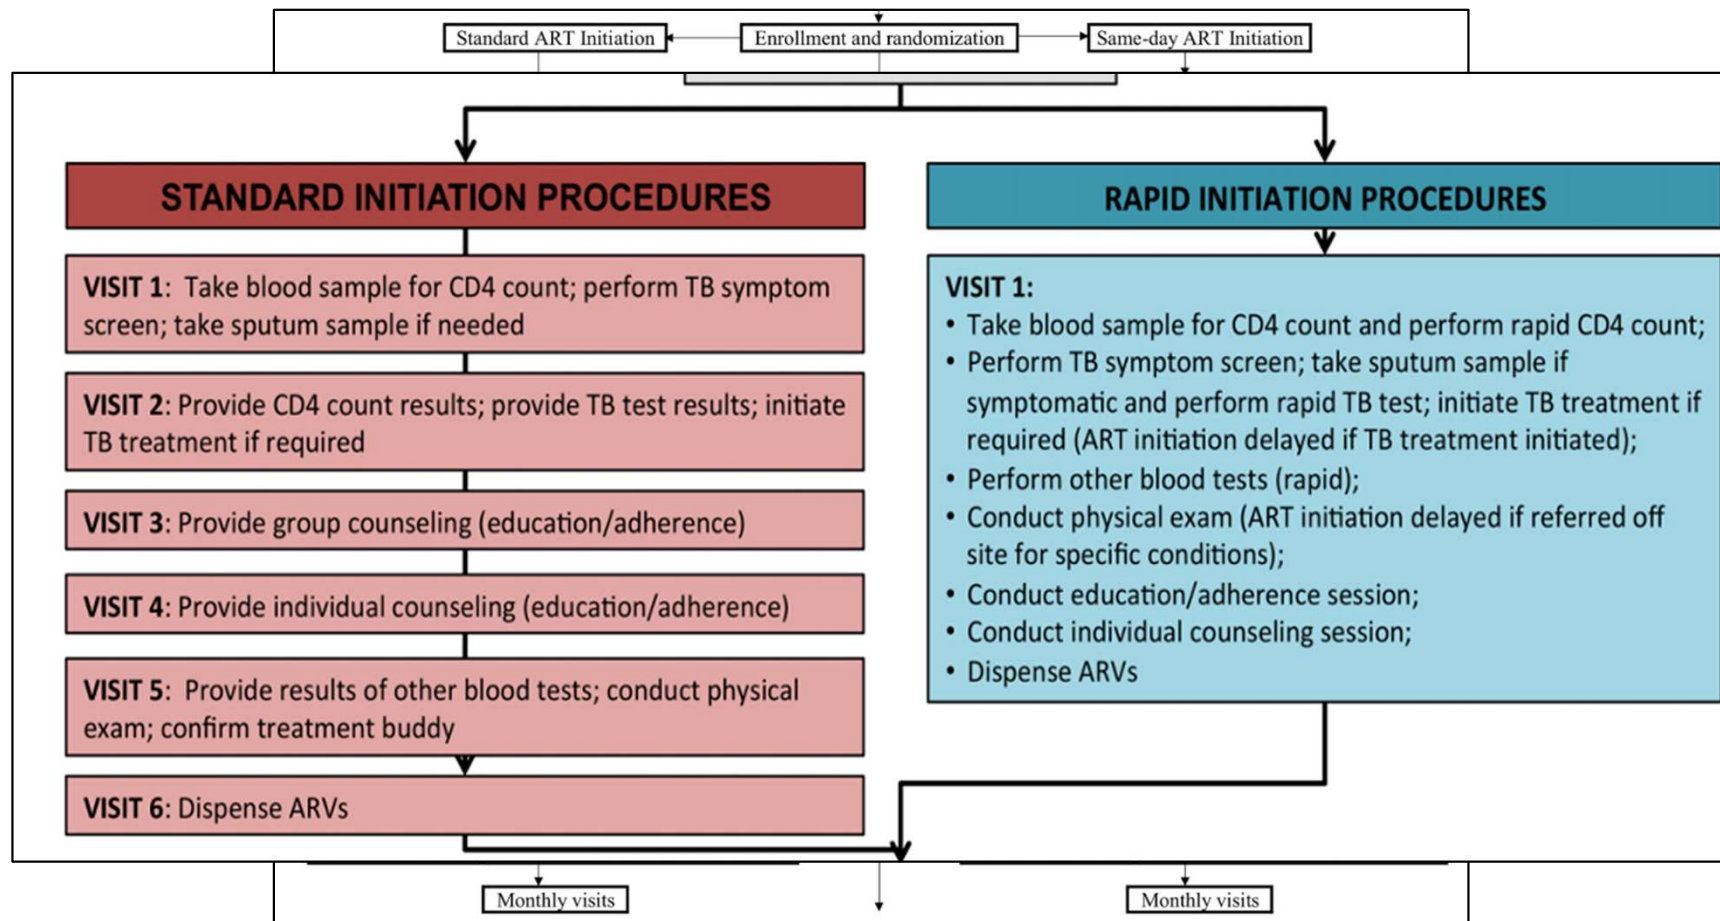 Standard ART Initiation
Enrollment and randomization
Same-day ART Initiation
STANDARD INITIATION PROCEDURES
VISIT 1:  Take blood sample for CD4 count; perform TB symptom
screen; take sputum sample if needed
VISIT 2: Provide CD4 count results; provide TB test results; initiate
TB treatment if required
VISIT 3: Provide group counseling (education/adherence)
VISIT 4: Provide individual counseling (education/adherence)
VISIT 5:  Provide results of other blood tests; conduct physical
exam; confirm treatment buddy
VISIT 6: Dispense ARVs
RAPID INITIATION PROCEDURES
VISIT 1:
• Take blood sample for CD4 count and perform rapid CD4 count;
• Perform TB symptom screen; take sputum sample if
symptomatic and perform rapid TB test; initiate TB treatment if
required (ART initiation delayed if TB treatment initiated);
• Perform other blood tests (rapid);
• Conduct physical exam (ART initiation delayed if referred off
site for specific conditions);
• Conduct education/adherence session;
• Conduct individual counseling session;
• Dispense ARVs
Monthly visits
Monthly visits